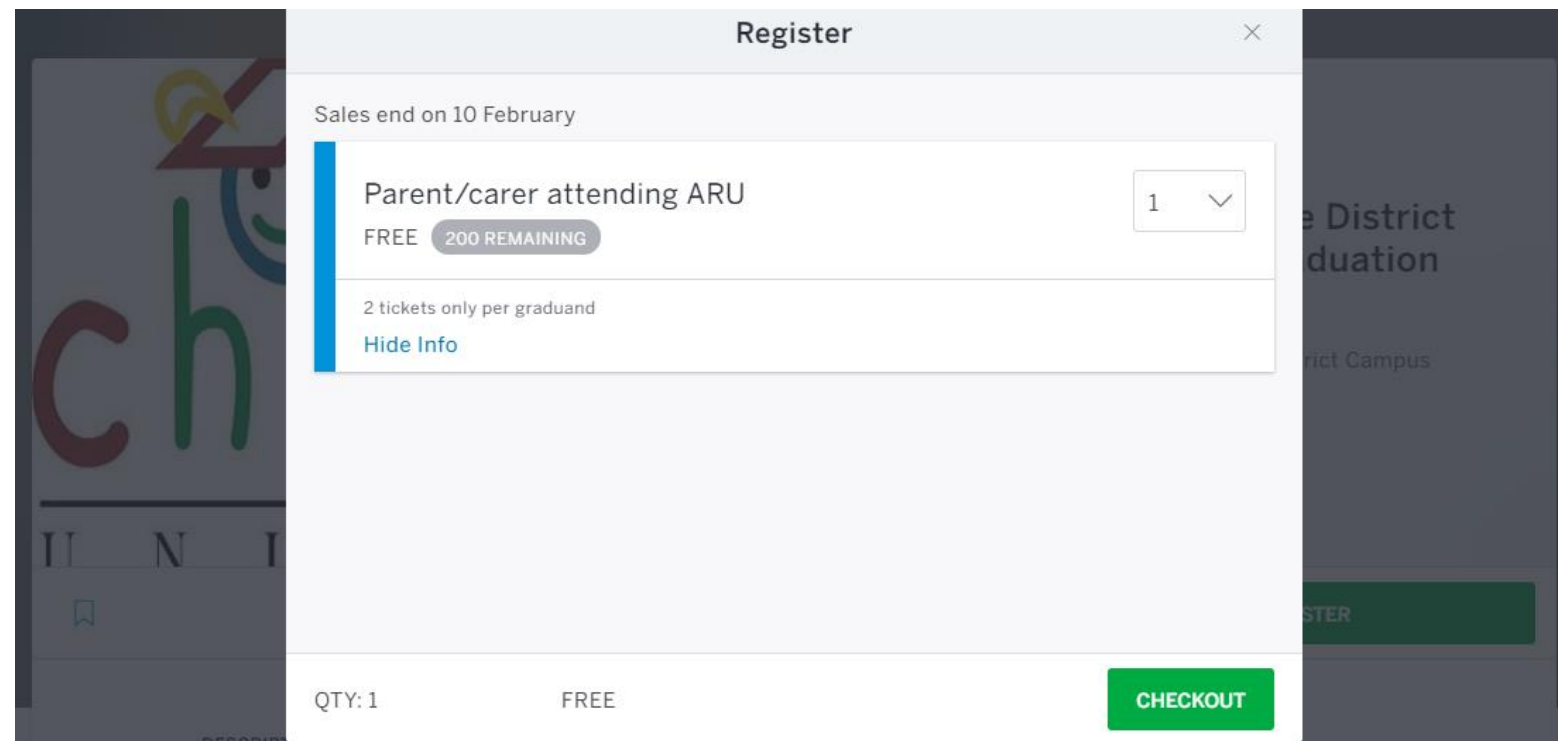 Register
Sales end on 10 February
Parent/carer attending ARU
1
FREE 200 REMAINING
2 tickets only per graduand
Hide Info
QTY: 1 FREE
CHECKOUT
ch
U N I
e District
duation
rict Campus
STER